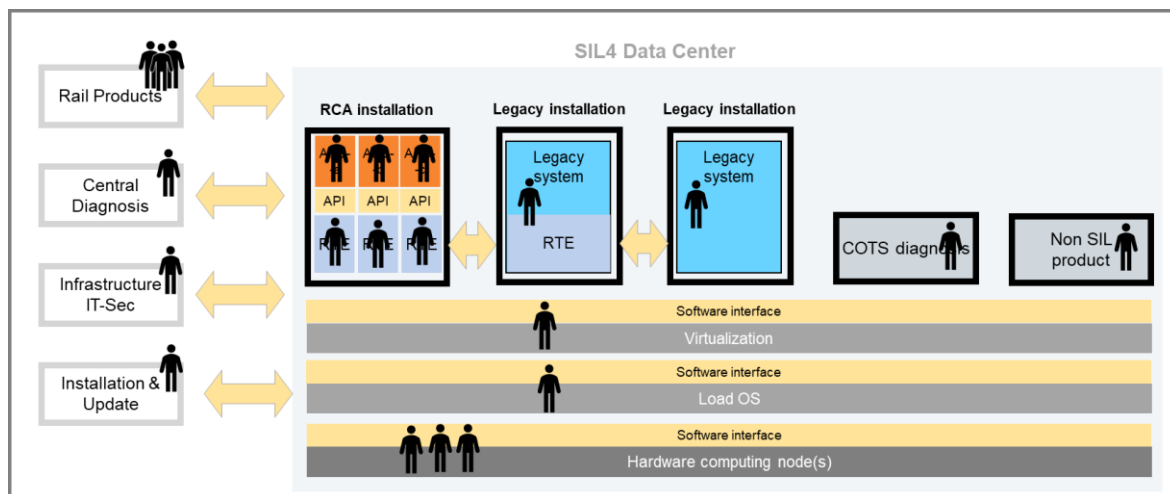 SIL4 Data Center
Rail Products
Central
Diagnosis
Infrastructure
IT-Sec
Installation &
Update
RCA installation
Legacy installation
Legacy installation
API
API
API
Legacy
system
RTE
Legacy
system
COTS diagnosis
Non SIL
product
Software interface
Virtualization
Software interface
Load OS
Software interface
Hardware computing node(s)